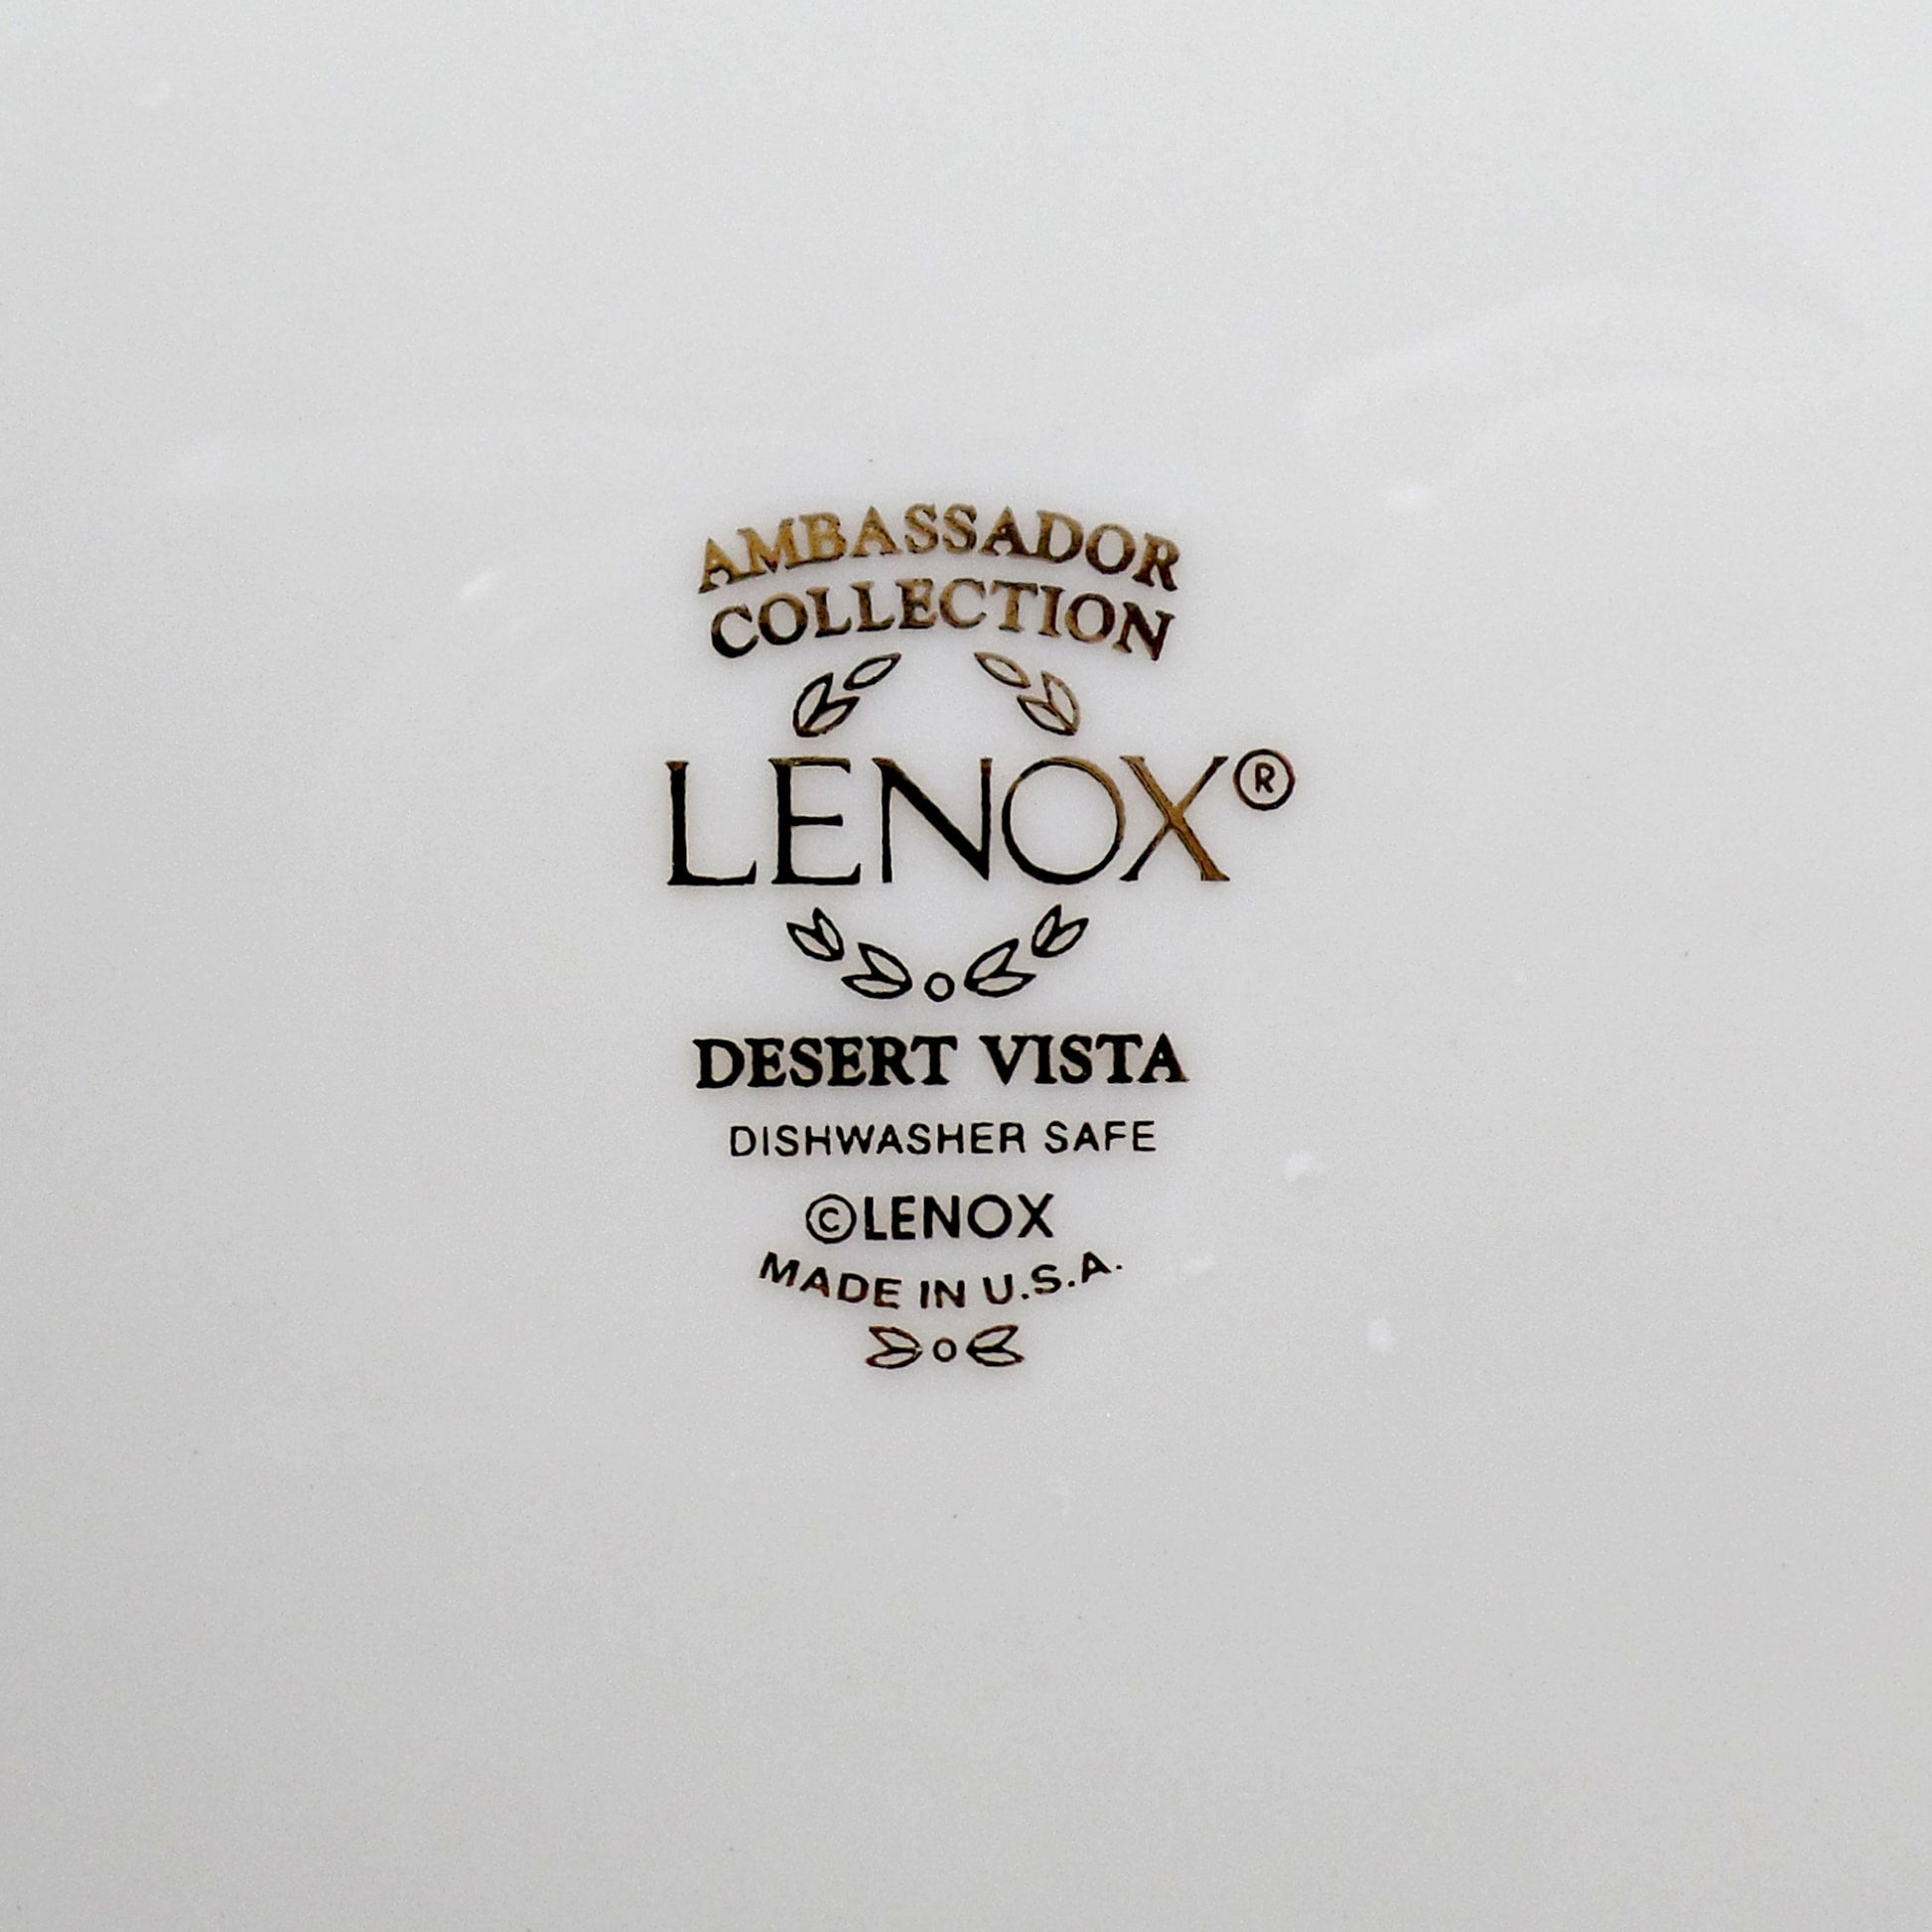 AMBASSADOR
COLLECTION
LENOX®
DESERT VISTA
DISHWASHER SAFE
©LENOX
MADE IN U.S.A.